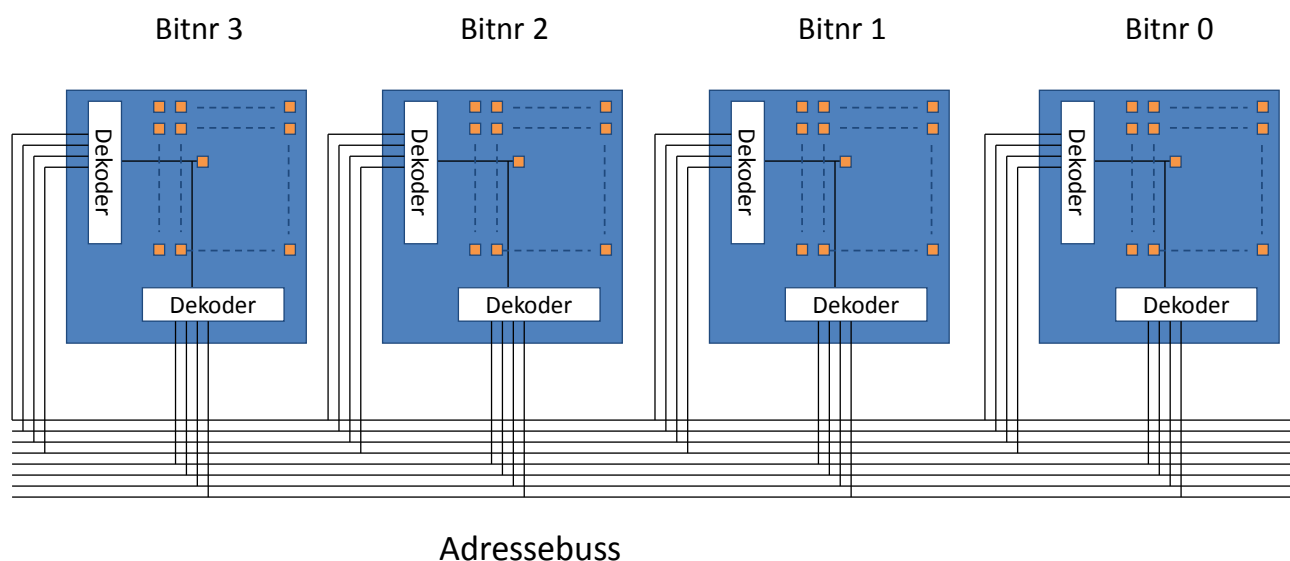 Bitnr 3
Bitnr 2
Bitnr 1
Bitnr 0
Dekoder
Dekoder
Dekoder
Dekoder
Dekoder
Dekoder
Dekoder
Dekoder
Adressebuss